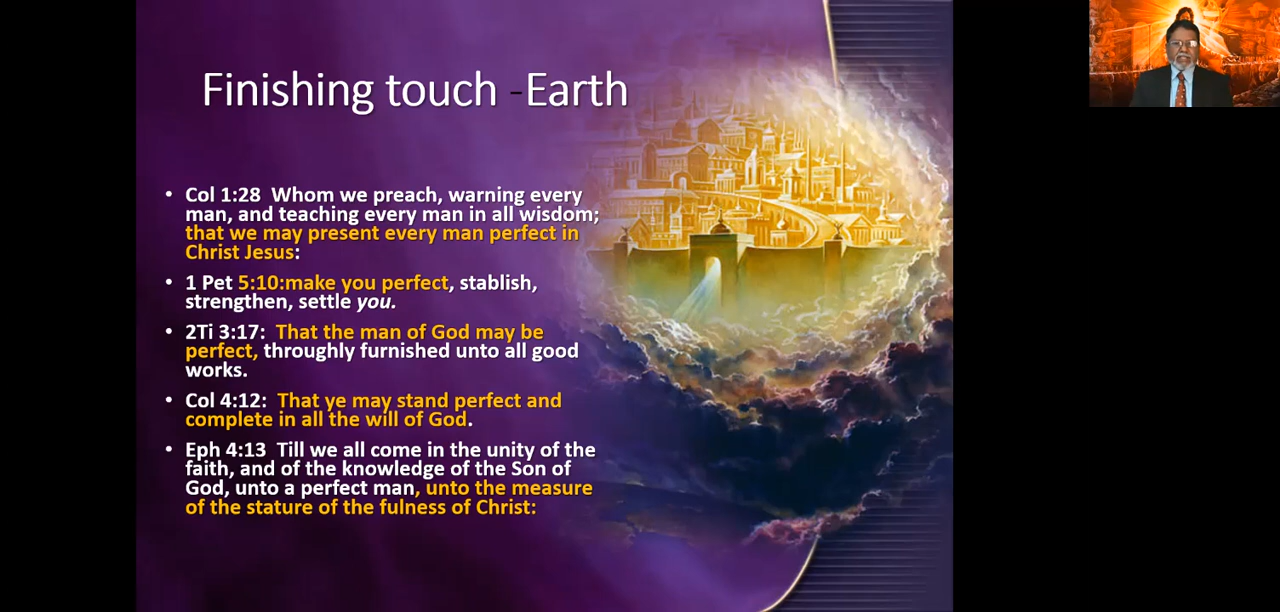 Finishing touch -Earth
• Col 1:28 Whom we preach, warning every
man, and teaching every man in all wisdom;
that we may present every man perfect in
Christ Jesus:
• 1 Pet 5:10:make you perfect, stablish,
strengthen, settle you.
• 2Ti 3:17: That the man of God may be
perfect, throughly furnished unto all good
works.
• Col 4:12: That ye may stand perfect and
complete in all the will of God.
• Eph 4:13 Till we all come in the unity of the
faith, and of the knowledge of the Son of
God, unto a perfect man, unto the measure
of the stature of the fulness of Christ: